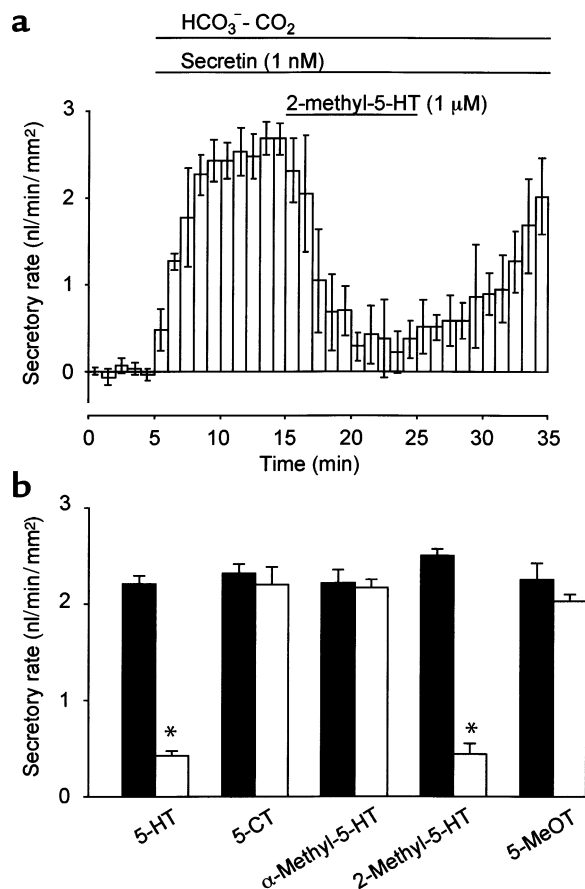 a
HCO₃⁻ - CO₂
Secretin (1 nM)
2-methyl-5-HT (1 μM)
3
2
1
0
Secretory rate (nl/min/mm²)
0 5 10 15 20 25 30 35
Time (min)
b
3
2
1
0
Secretory rate (nl/min/mm²)
* *
5-HT 5-CT α-Methyl-5-HT 2-Methyl-5-HT 5-MeOT